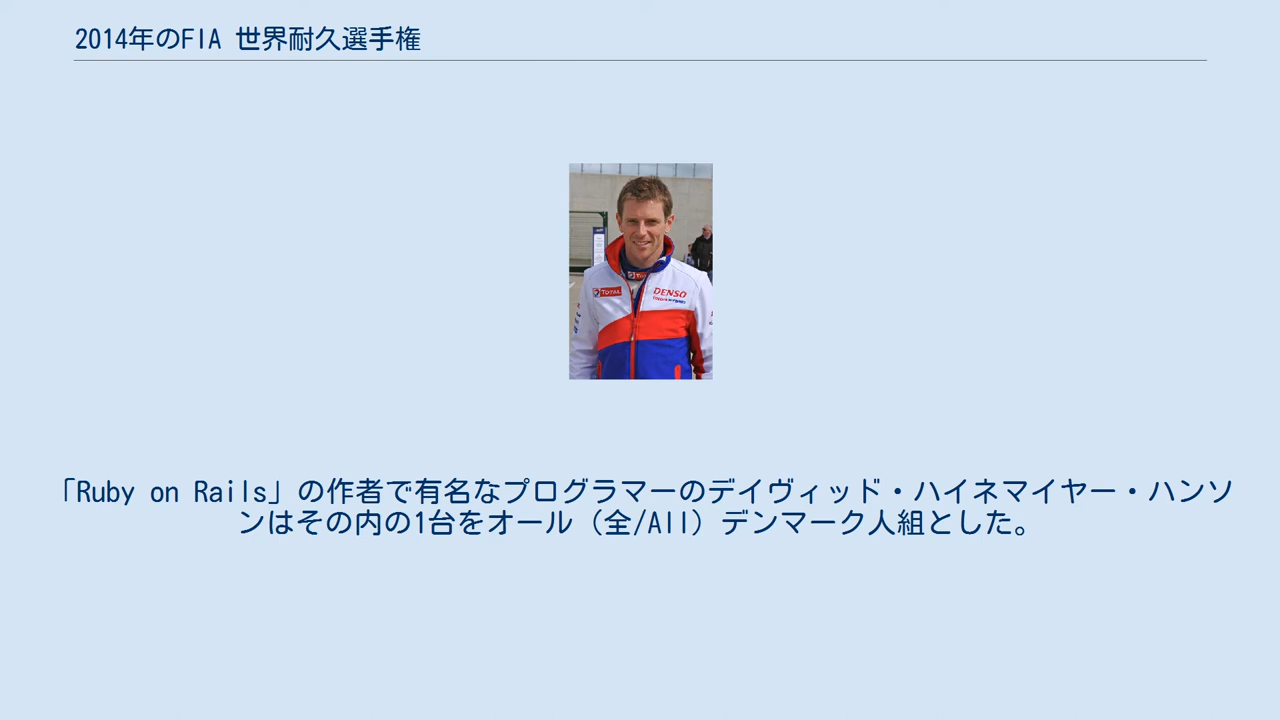 2014年のFIA 世界耐久選手権
TOTAL
DENSO
「Ruby on Rails」の作者で有名なプログラマーのデイヴィッド・ハイネマイヤー・ハンソ
ンはその内の1台をオール（全/All）デンマーク人組とした。